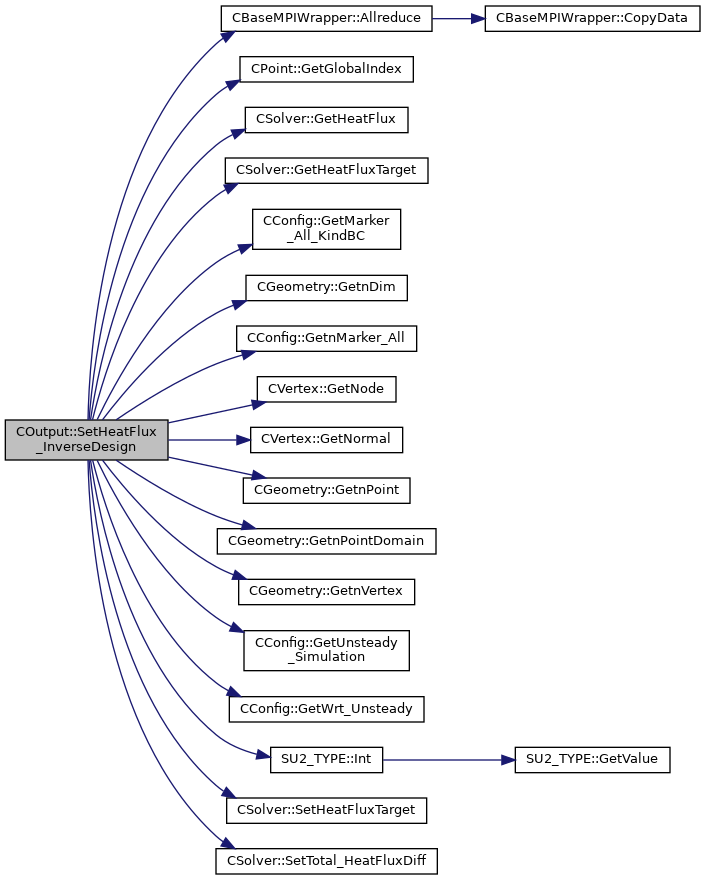 CBaseMPIWrapper::Allreduce
CBaseMPIWrapper::CopyData
CPoint::GetGlobalIndex
CSolver::GetHeatFlux
CSolver::GetHeatFluxTarget
CConfig::GetMarker
_All_KindBC
CGeometry::GetnDim
CConfig::GetnMarker_All
CVertex::GetNode
COutput::SetHeatFlux
_InverseDesign
CVertex::GetNormal
CGeometry::GetnPoint
CGeometry::GetnPointDomain
CGeometry::GetnVertex
CConfig::GetUnsteady
_Simulation
CConfig::GetWrt_Unsteady
SU2_TYPE::Int
SU2_TYPE::GetValue
CSolver::SetHeatFluxTarget
CSolver::SetTotal_HeatFluxDiff